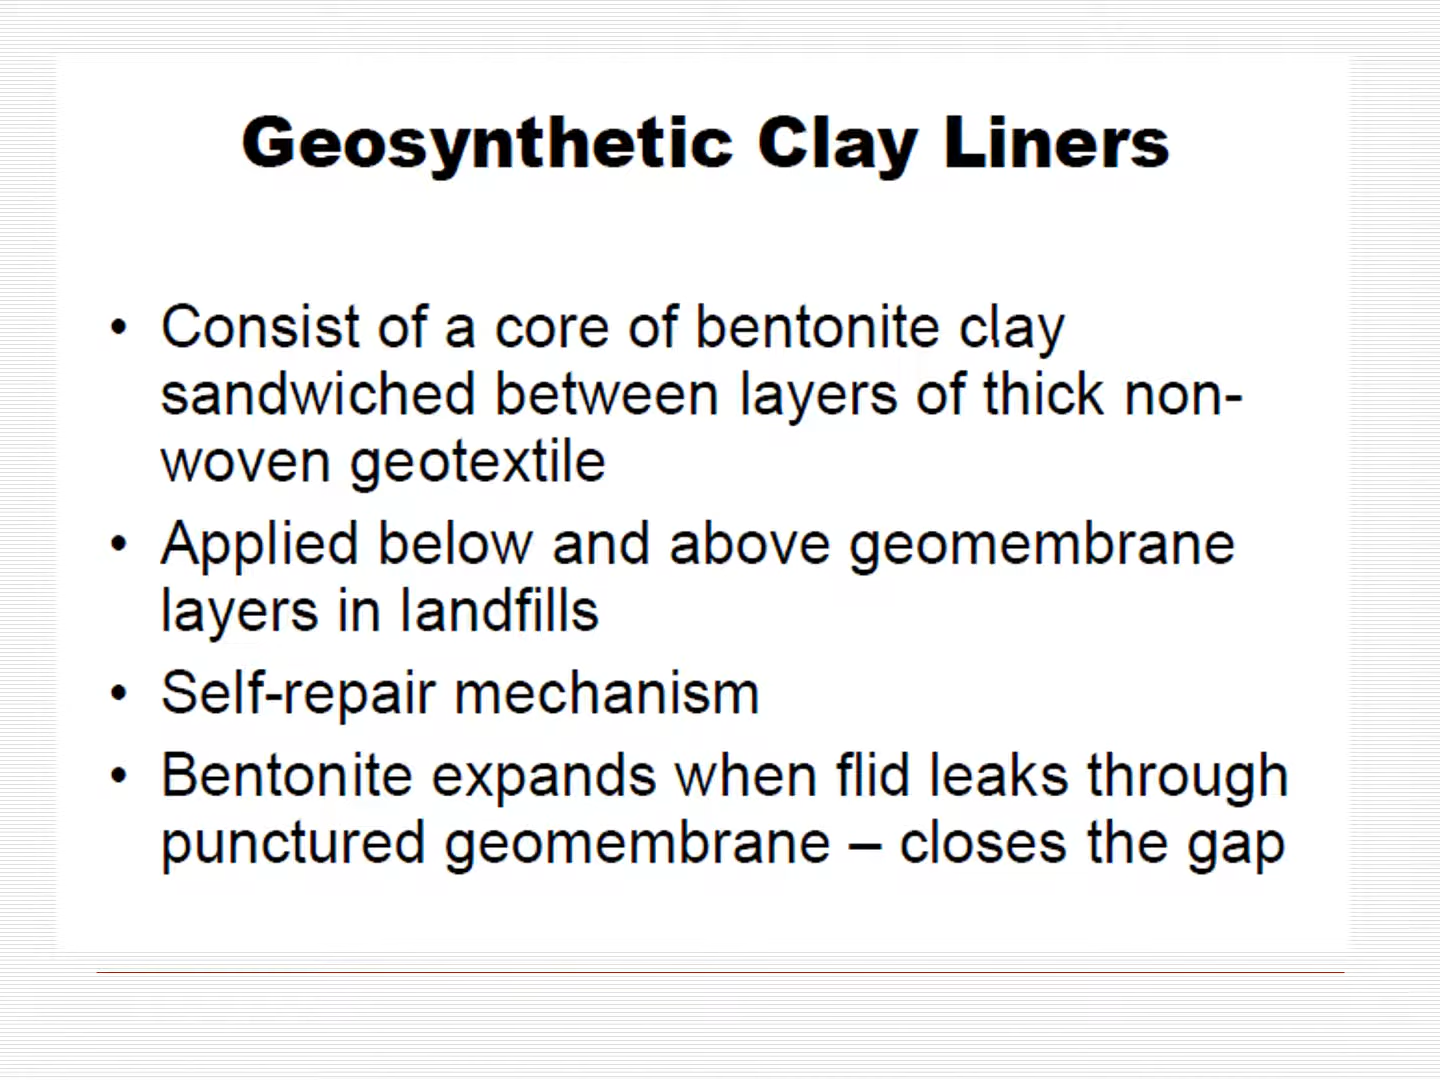 Geosynthetic Clay Liners
• Consist of a core of bentonite clay
sandwiched between layers of thick non-
woven geotextile
• Applied below and above geomembrane
layers in landfills
• Self-repair mechanism
• Bentonite expands when flid leaks through
punctured geomembrane – closes the gap